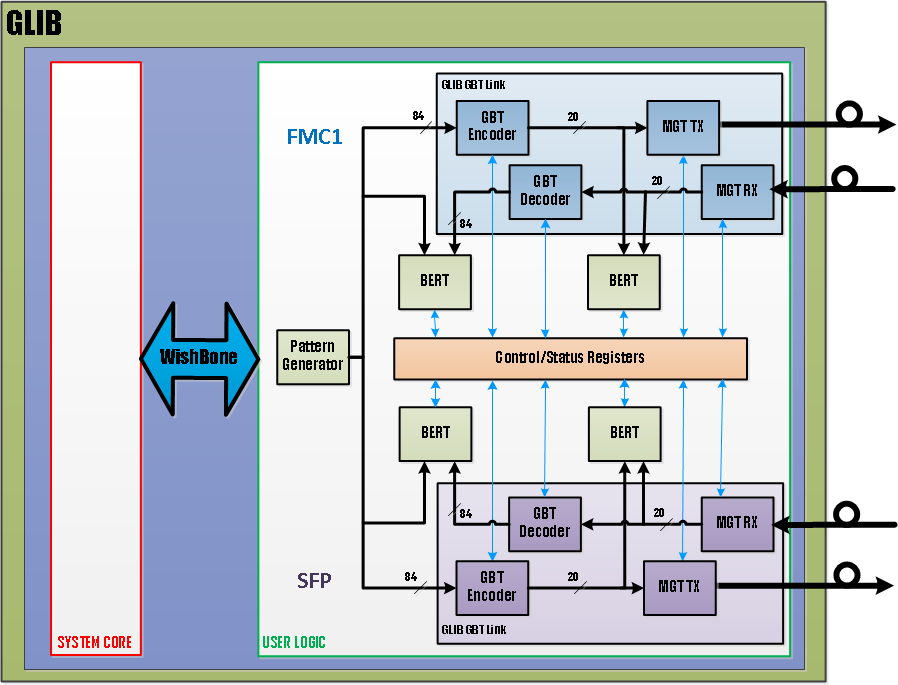 GLIB
GLIB GBT Link
FMC1
84
GBT
Encoder
20
MGT TX
GBT
Decoder
20
MGT RX
84
BERT
BERT
WishBone
Pattern
Generator
Control/Status Registers
BERT
BERT
84
GBT
Decoder
20
MGT RX
SFP
84
GBT
Encoder
20
MGT TX
GLIB GBT Link
SYSTEM CORE
USER LOGIC